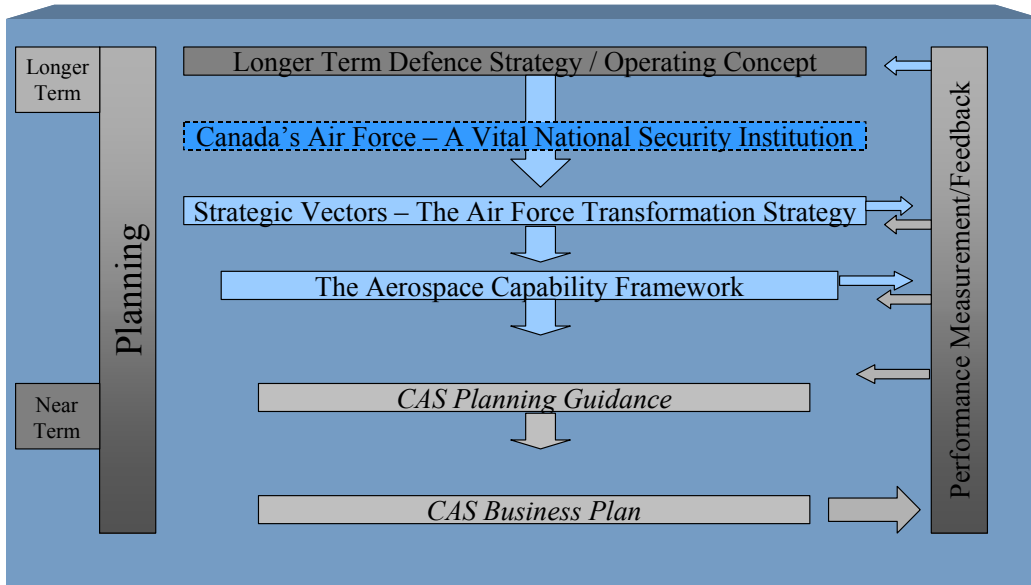 Longer
Term
Longer Term Defence Strategy / Operating Concept
Canada’s Air Force – A Vital National Security Institution
Strategic Vectors – The Air Force Transformation Strategy
The Aerospace Capability Framework
Planning
Near
Term
CAS Planning Guidance
CAS Business Plan
Performance Measurement/Feedback